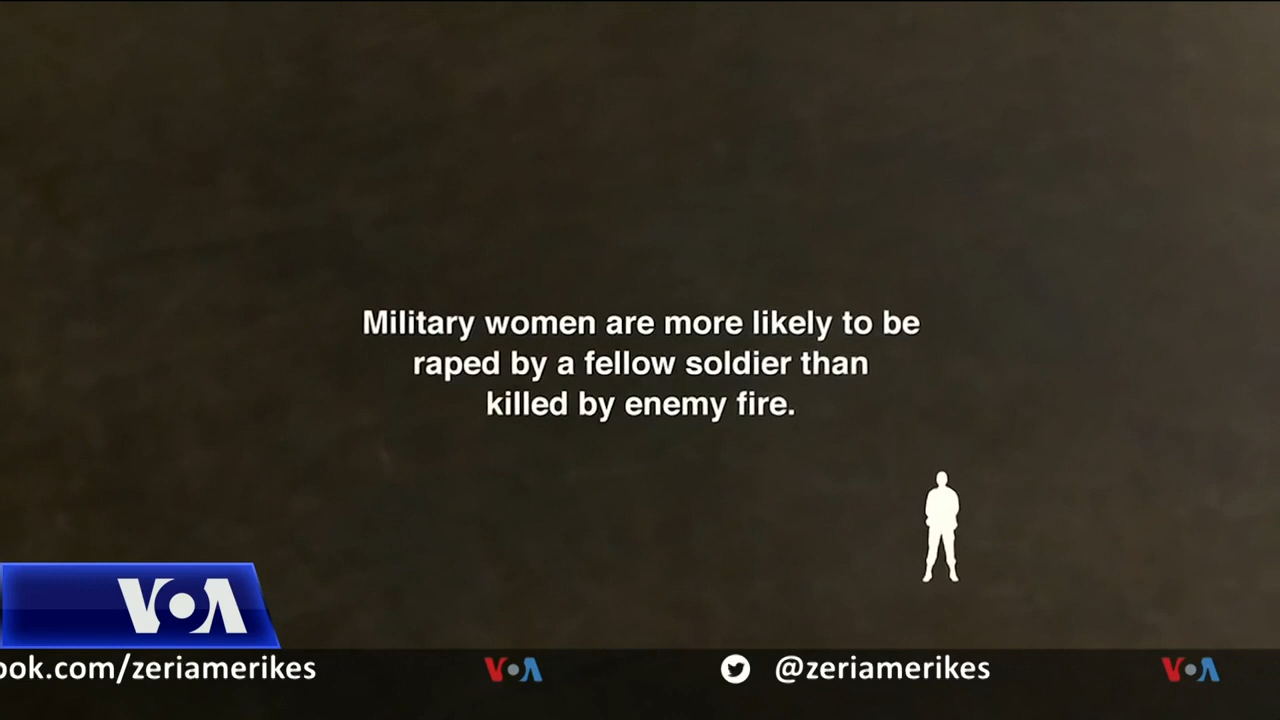 Military women are more likely to be
raped by a fellow soldier than
killed by enemy fire.
VOA
ook.com/zeriamerikes
VOA
@zeriamerikes
VOA